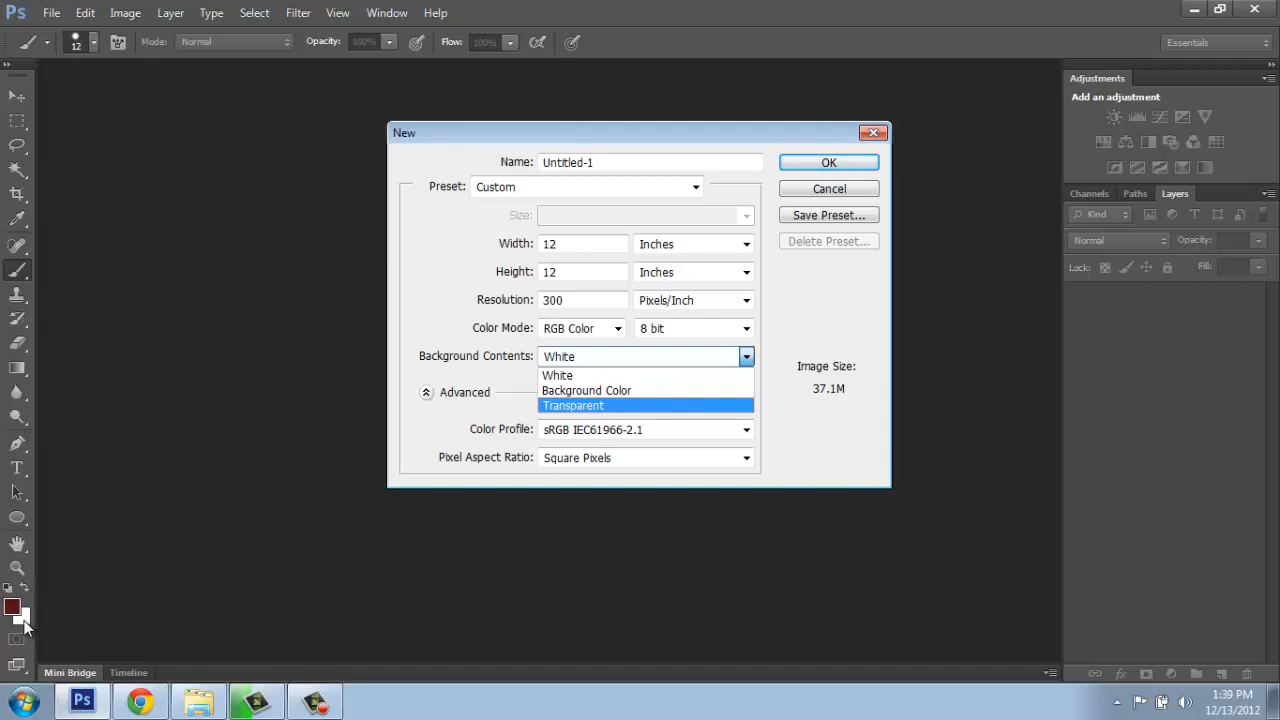 Ps File Edit Image Layer Type Select Filter View Window Help
12 Mode: Normal Opacity: 100% Flow: 100% Essentials
Adjustments
Add an adjustment
Channels Paths Layers
Kind
Normal Opacity:
Lock: Fill:
New
Name: Untitled-1 OK
Preset: Custom Cancel
Size: Save Preset...
Width: 12 Inches Delete Preset...
Height: 12 Inches
Resolution: 300 Pixels/Inch
Color Mode: RGB Color 8 bit
Background Contents: White
White
Background Color
Transparent
Image Size:
37.1M
Advanced
Color Profile: sRGB IEC61966-2.1
Pixel Aspect Ratio: Square Pixels
T
Mini Bridge Timeline
fx
Ps
1:39 PM
12/13/2012